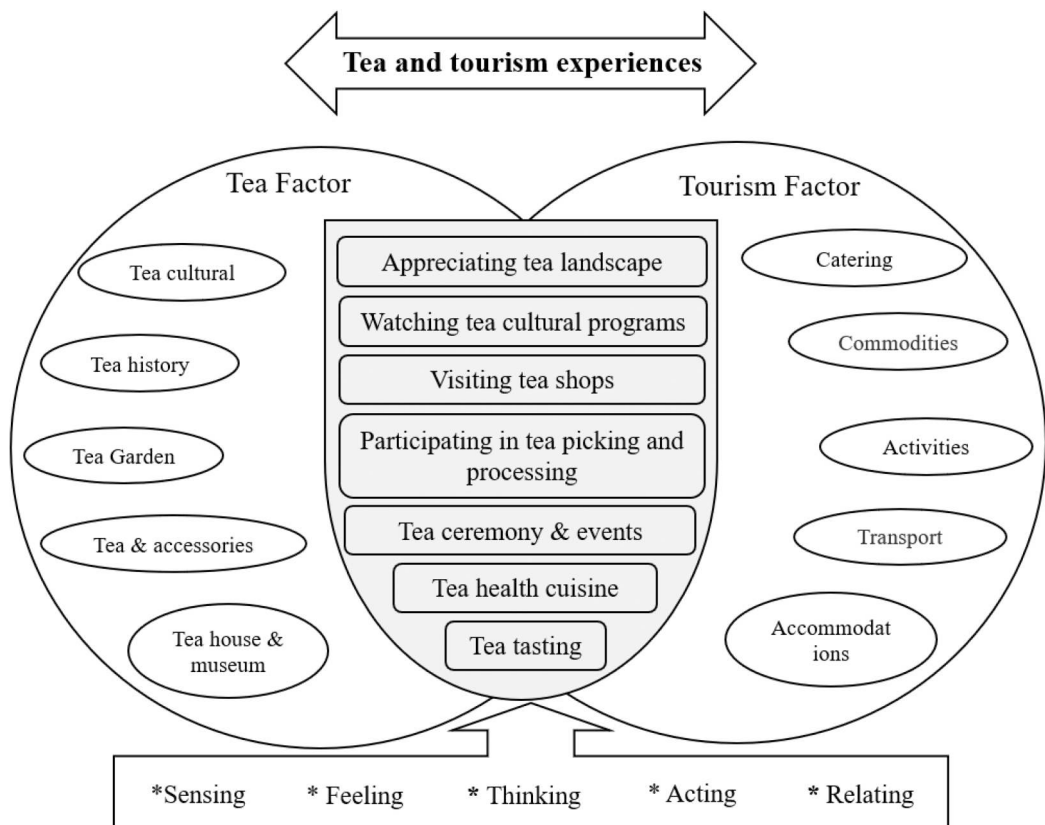 Tea and tourism experiences
Tea Factor
Tea cultural
Tea history
Tea Garden
Tea & accessories
Tea house &
museum
Appreciating tea landscape
Watching tea cultural programs
Visiting tea shops
Participating in tea picking and
processing
Tea ceremony & events
Tea health cuisine
Tea tasting
Tourism Factor
Catering
Commodities
Activities
Transport
Accommodat
ions
*Sensing * Feeling * Thinking * Acting * Relating